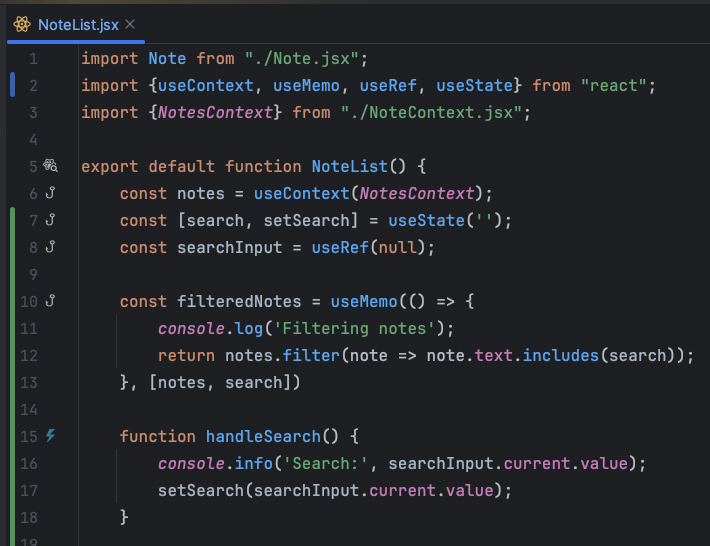 NoteList.jsx
1 import Note from "./Note.jsx";
2 import {useContext, useMemo, useRef, useState} from "react";
3 import {NotesContext} from "./NoteContext.jsx";
4
5 export default function NoteList() {
6 const notes = useContext(NotesContext);
7 const [search, setSearch] = useState('');
8 const searchInput = useRef(null);
9
10 const filteredNotes = useMemo(() => {
11 console.log('Filtering notes');
12 return notes.filter(note => note.text.includes(search));
13 }, [notes, search])
14
15 function handleSearch() {
16 console.info('Search:', searchInput.current.value);
17 setSearch(searchInput.current.value);
18 }
19